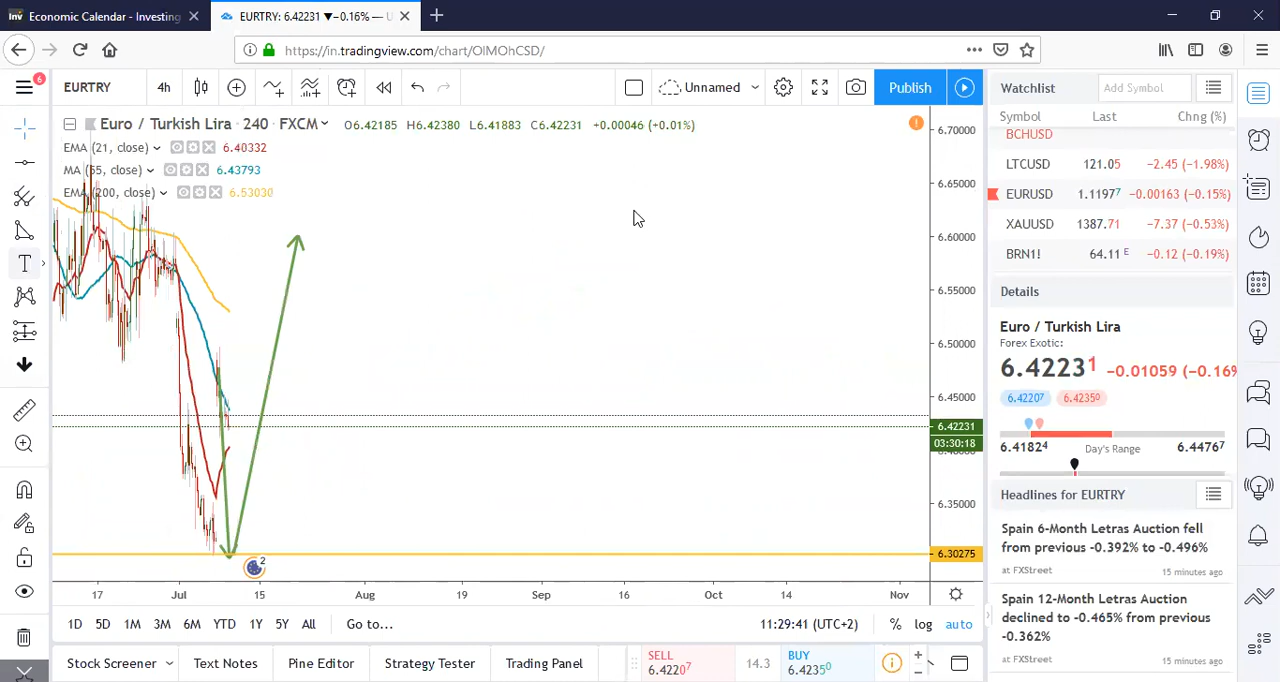 Economic Calendar - Investing
EURTRY: 6.42231 ▼−0.16% — U
https://in.tradingview.com/chart/OlMOhCSD/
6
EURTRY
4h
Unnamed
Publish
Euro / Turkish Lira · 240 · FXCM
O6.42185 H6.42380 L6.41883 C6.42231 +0.00046 (+0.01%)
EMA (21, close) 6.40332
MA (55, close) 6.43793
EMA (200, close) 6.53030
6.70000
6.65000
6.60000
6.55000
6.50000
6.45000
6.42231
03:30:18
6.40000
6.35000
6.30275
2
17 Jul 15 Aug 19 Sep 16 Oct 14 Nov
1D 5D 1M 3M 6M YTD 1Y 5Y All Go to...
11:29:41 (UTC+2) % log auto
Stock Screener Text Notes Pine Editor Strategy Tester Trading Panel
SELL
6.42207
14.3
BUY
6.42350
Watchlist
Add Symbol
Symbol Last Chng (%)
BCHUSD
LTCUSD 121.05 −2.45 (−1.98%)
EURUSD 1.11977 −0.00163 (−0.15%)
XAUUSD 1387.71 −7.37 (−0.53%)
BRN1! 64.11 E −0.12 (−0.19%)
Details
Euro / Turkish Lira
Forex Exotic:
6.42231 −0.01059 (−0.16%
6.42207 6.42350
6.41824 Day's Range 6.44767
Headlines for EURTRY
Spain 6-Month Letras Auction fell
from previous -0.392% to -0.496%
at FXStreet 15 minutes ago
Spain 12-Month Letras Auction
declined to -0.465% from previous
-0.362%
at FXStreet 15 minutes ago